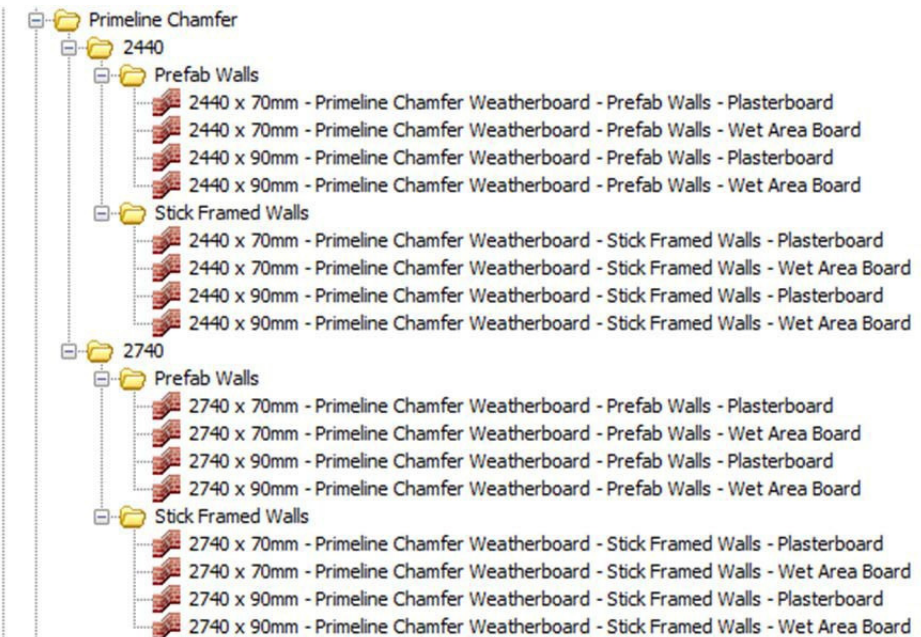 Primeline Chamfer
2440
Prefab Walls
2440 x 70mm - Primeline Chamfer Weatherboard - Prefab Walls - Plasterboard
2440 x 70mm - Primeline Chamfer Weatherboard - Prefab Walls - Wet Area Board
2440 x 90mm - Primeline Chamfer Weatherboard - Prefab Walls - Plasterboard
2440 x 90mm - Primeline Chamfer Weatherboard - Prefab Walls - Wet Area Board
Stick Framed Walls
2440 x 70mm - Primeline Chamfer Weatherboard - Stick Framed Walls - Plasterboard
2440 x 70mm - Primeline Chamfer Weatherboard - Stick Framed Walls - Wet Area Board
2440 x 90mm - Primeline Chamfer Weatherboard - Stick Framed Walls - Plasterboard
2440 x 90mm - Primeline Chamfer Weatherboard - Stick Framed Walls - Wet Area Board
2740
Prefab Walls
2740 x 70mm - Primeline Chamfer Weatherboard - Prefab Walls - Plasterboard
2740 x 70mm - Primeline Chamfer Weatherboard - Prefab Walls - Wet Area Board
2740 x 90mm - Primeline Chamfer Weatherboard - Prefab Walls - Plasterboard
2740 x 90mm - Primeline Chamfer Weatherboard - Prefab Walls - Wet Area Board
Stick Framed Walls
2740 x 70mm - Primeline Chamfer Weatherboard - Stick Framed Walls - Plasterboard
2740 x 70mm - Primeline Chamfer Weatherboard - Stick Framed Walls - Wet Area Board
2740 x 90mm - Primeline Chamfer Weatherboard - Stick Framed Walls - Plasterboard
2740 x 90mm - Primeline Chamfer Weatherboard - Stick Framed Walls - Wet Area Board